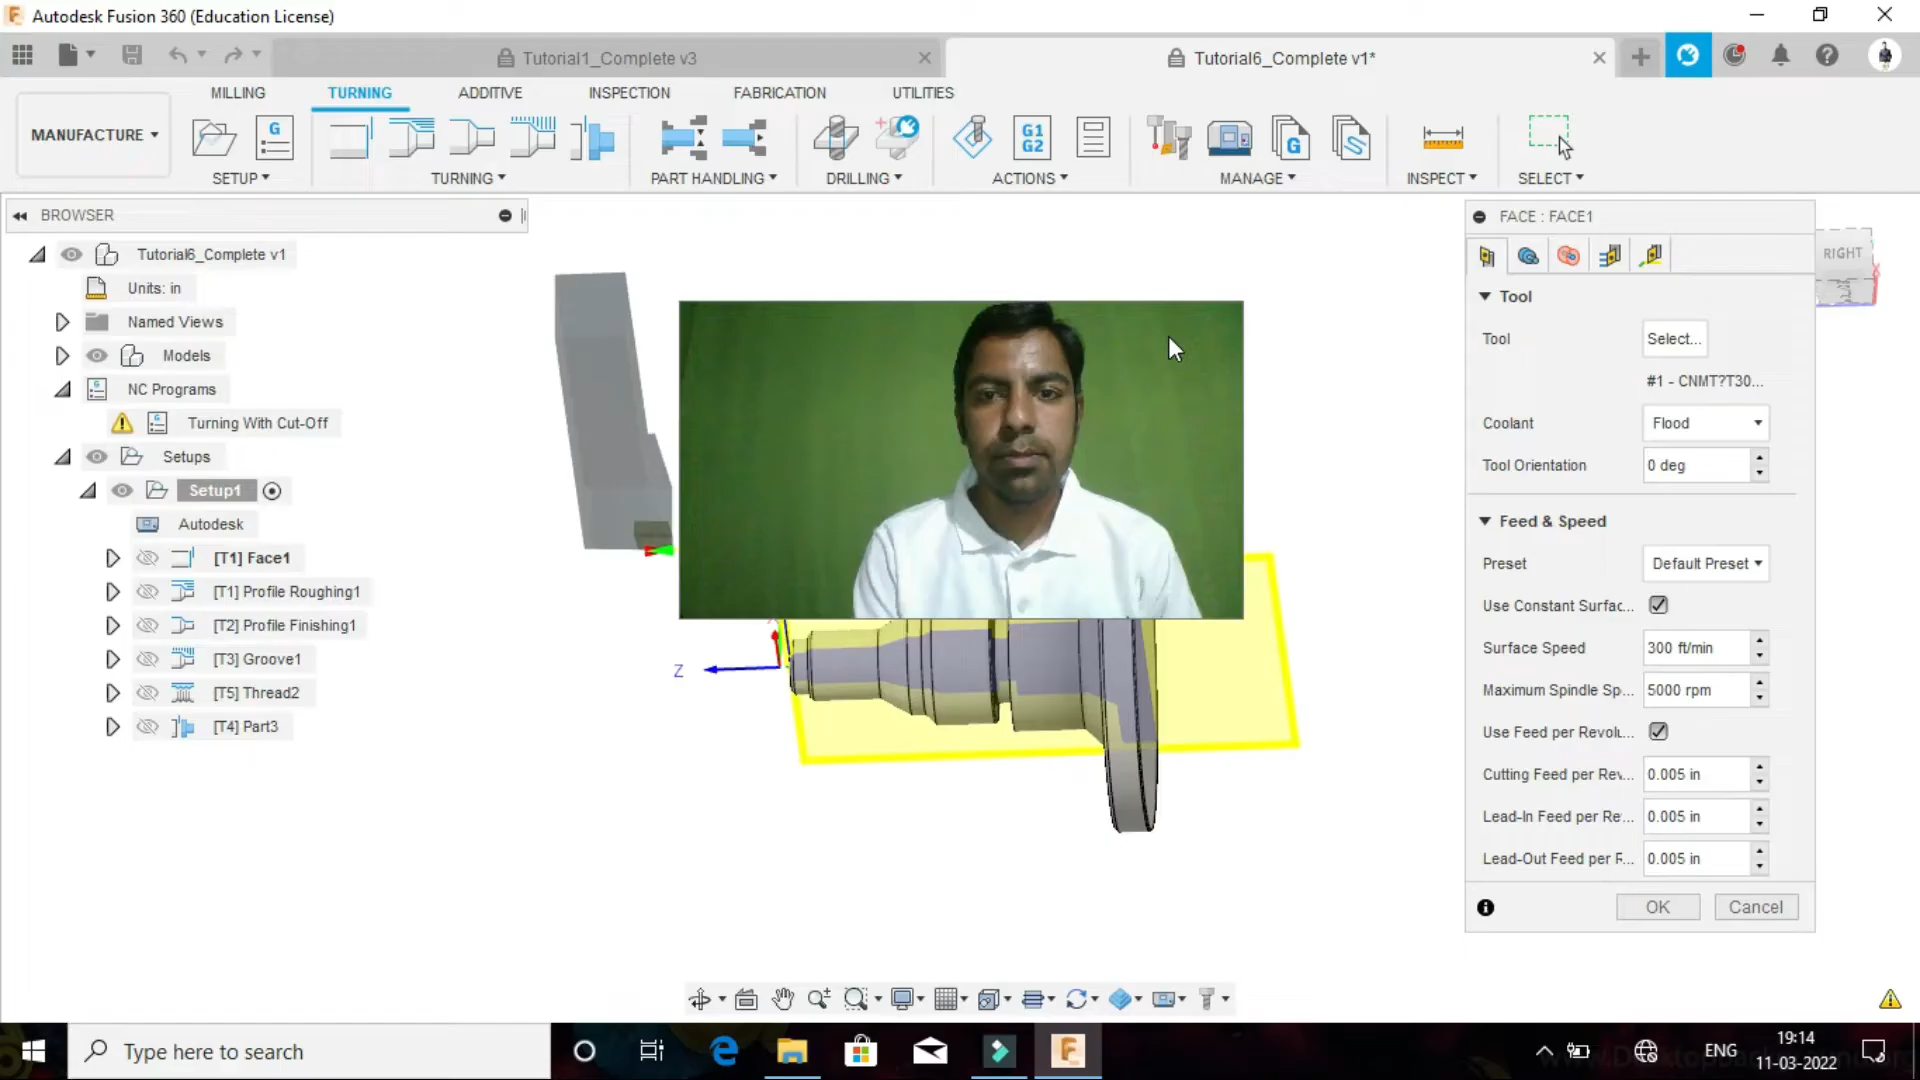 Autodesk Fusion 360 (Education License)
Tutorial1_Complete v3
Tutorial6_Complete v1*
MILLING
TURNING
ADDITIVE
INSPECTION
FABRICATION
UTILITIES
MANUFACTURE
G
G1
G2
G
SETUP
TURNING
PART HANDLING
DRILLING
ACTIONS
MANAGE
INSPECT
SELECT
BROWSER
Tutorial6_Complete v1
Units: in
Named Views
Models
NC Programs
Turning With Cut-Off
Setups
Setup1
Autodesk
[T1] Face1
[T1] Profile Roughing1
[T2] Profile Finishing1
[T3] Groove1
[T5] Thread2
[T4] Part3
Z
RIGHT
FACE : FACE1
Tool
Tool
Select...
#1 - CNMT?T30...
Coolant
Flood
Tool Orientation
0 deg
Feed & Speed
Preset
Default Preset
Use Constant Surfac...
Surface Speed
300 ft/min
Maximum Spindle Sp...
5000 rpm
Use Feed per Revolu...
Cutting Feed per Rev...
0.005 in
Lead-In Feed per Re...
0.005 in
Lead-Out Feed per R...
0.005 in
OK
Cancel
Type here to search
ENG
19:14
11-03-2022